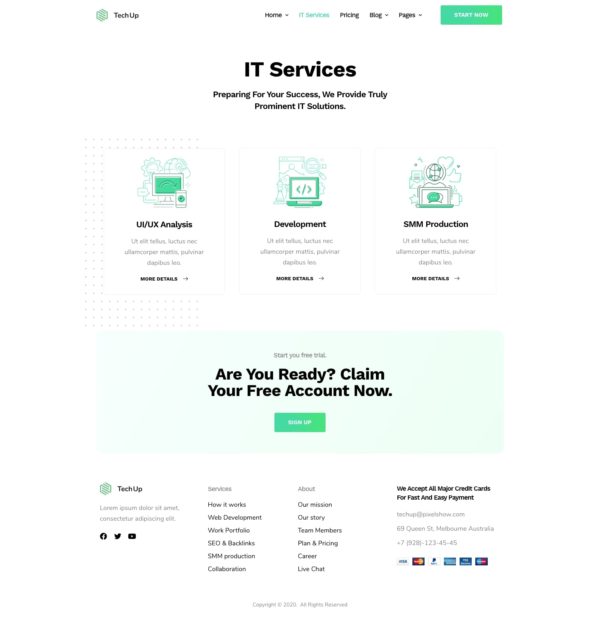 TechUp
Home IT Services Pricing Blog Pages START NOW
IT Services
Preparing For Your Success, We Provide Truly
Prominent IT Solutions.
UI/UX Analysis
Ut elit tellus, luctus nec
ullamcorper mattis, pulvinar
dapibus leo.
MORE DETAILS →
Development
Ut elit tellus, luctus nec
ullamcorper mattis, pulvinar
dapibus leo.
MORE DETAILS →
SMM Production
Ut elit tellus, luctus nec
ullamcorper mattis, pulvinar
dapibus leo.
MORE DETAILS →
Start you free trial.
Are You Ready? Claim
Your Free Account Now.
SIGN UP
TechUp
Lorem ipsum dolor sit amet,
consectetur adipiscing elit.
Services
How it works
Web Development
Work Portfolio
SEO & Backlinks
SMM production
Collaboration
About
Our mission
Our story
Team Members
Plan & Pricing
Career
Live Chat
We Accept All Major Credit Cards
For Fast And Easy Payment
techup@pixelshow.com
69 Queen St, Melbourne Australia
+7 (928)-123-45-45
VISA
Copyright © 2020. All Rights Reserved